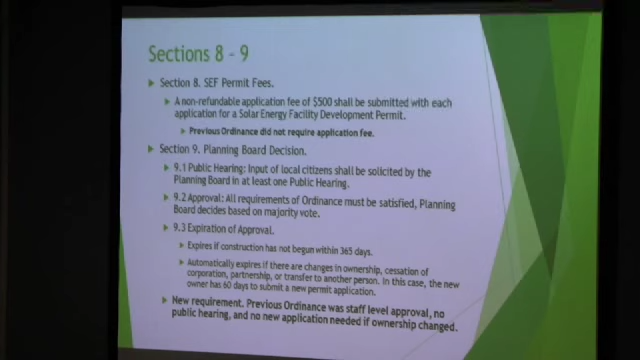 Sections 8 - 9
Section 8. SEF Permit Fees.
A non-refundable application fee of $500 shall be submitted with each
application for a Solar Energy Facility Development Permit.
Previous Ordinance did not require application fee.
Section 9. Planning Board Decision.
9.1 Public Hearing: Input of local citizens shall be solicited by the
Planning Board in at least one Public Hearing.
9.2 Approval: All requirements of Ordinance must be satisfied, Planning
Board decides based on majority vote.
9.3 Expiration of Approval.
Expires if construction has not begun within 365 days.
Automatically expires if there are changes in ownership, cessation of
corporation, partnership, or transfer to another person. In this case, the new
owner has 60 days to submit a new permit application.
New requirement. Previous Ordinance was staff level approval, no
public hearing, and no new application needed if ownership changed.